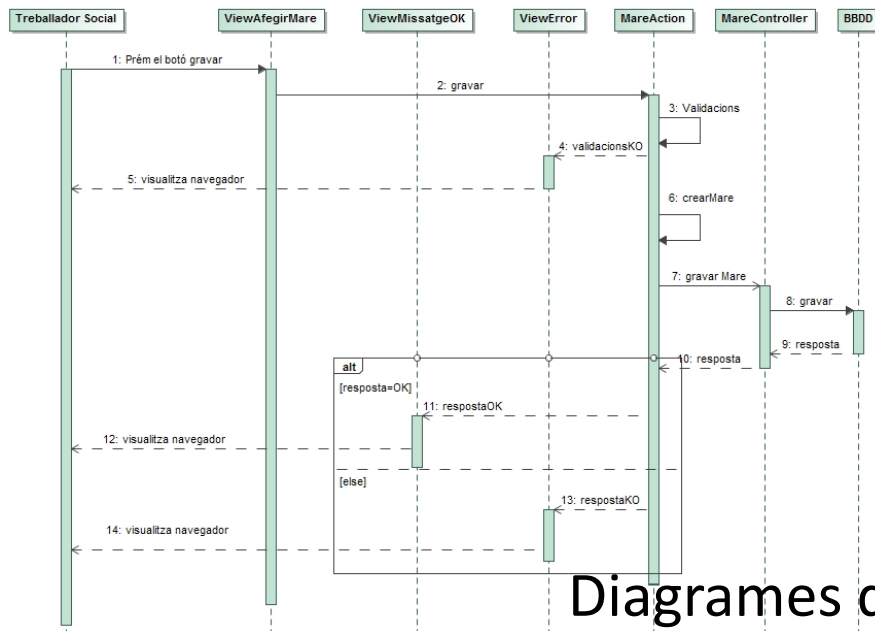 Treballador Social
ViewAfegirMare
ViewMissatgeOK
ViewError
MareAction
MareController
BBDD
1: Prém el botó gravar
2: gravar
3: Validacions
4: validacionsKO
5: visualitza navegador
6: crearMare
7: gravar Mare
8: gravar
9: resposta
10: resposta
alt
[resposta=OK]
11: respostaOK
12: visualitza navegador
[else]
13: respostaKO
14: visualitza navegador
Diagrames